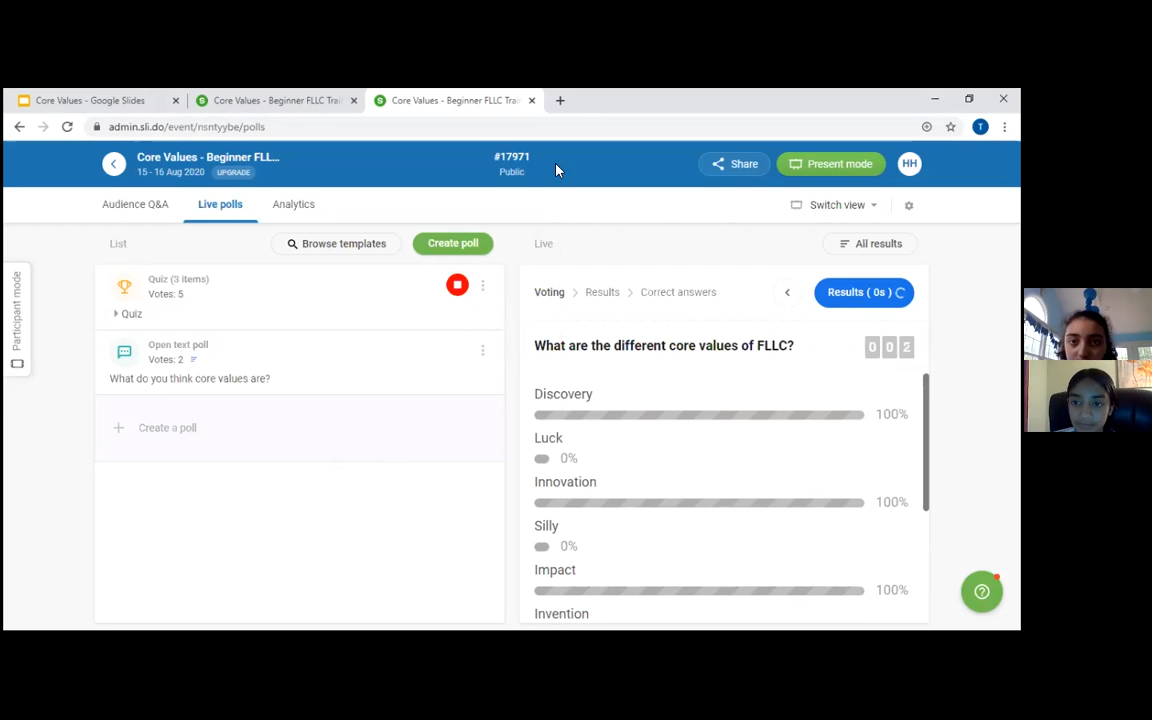 Core Values - Google Slides
Core Values - Beginner FLLC Trai
Core Values - Beginner FLLC Trai
admin.sli.do/event/nsntyybe/polls
T
Core Values - Beginner FLL...
15 - 16 Aug 2020 UPGRADE
#17971
Public
Share
Present mode
HH
Audience Q&A
Live polls
Analytics
Switch view
List
Browse templates
Create poll
Live
All results
Participant mode
Quiz (3 items)
Votes: 5
Quiz
Open text poll
Votes: 2
What do you think core values are?
Create a poll
Voting
Results
Correct answers
Results ( 0s )
What are the different core values of FLLC?
002
Discovery
100%
Luck
0%
Innovation
100%
Silly
0%
Impact
100%
Invention